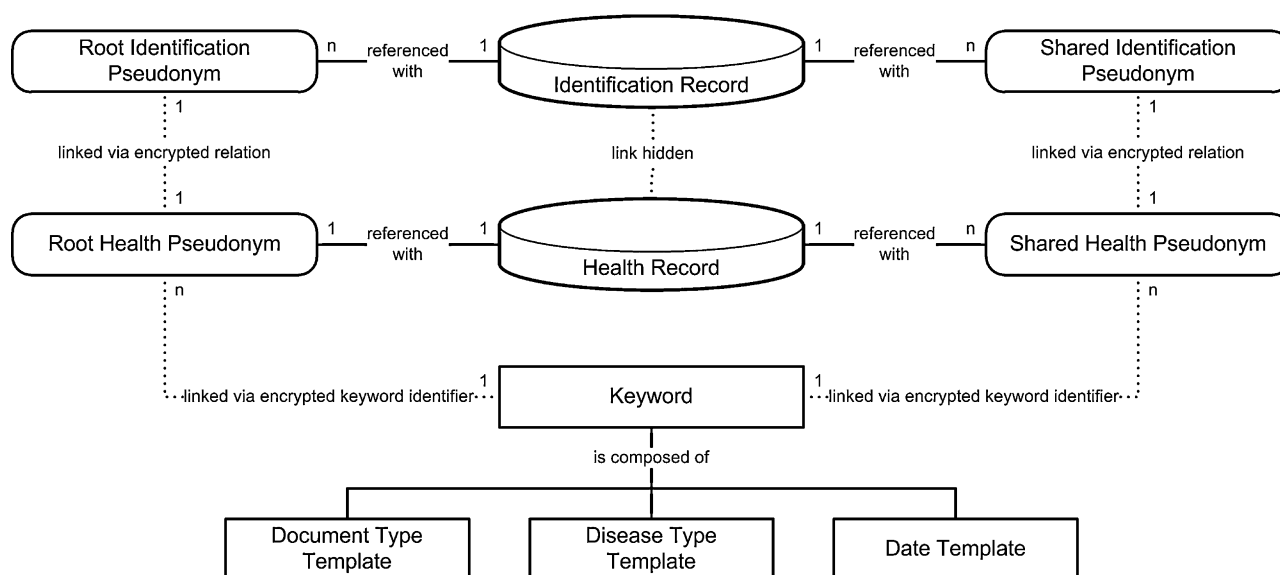 Root Identification
Pseudonym
n
referenced
with
1
Identification Record
1
referenced
with
n
Shared Identification
Pseudonym
1
linked via encrypted relation
1
link hidden
1
linked via encrypted relation
1
Root Health Pseudonym
1
referenced
with
1
Health Record
1
referenced
with
n
Shared Health Pseudonym
n
n
linked via encrypted keyword identifier
1
Keyword
1
linked via encrypted keyword identifier
is composed of
Document Type
Template
Disease Type
Template
Date Template